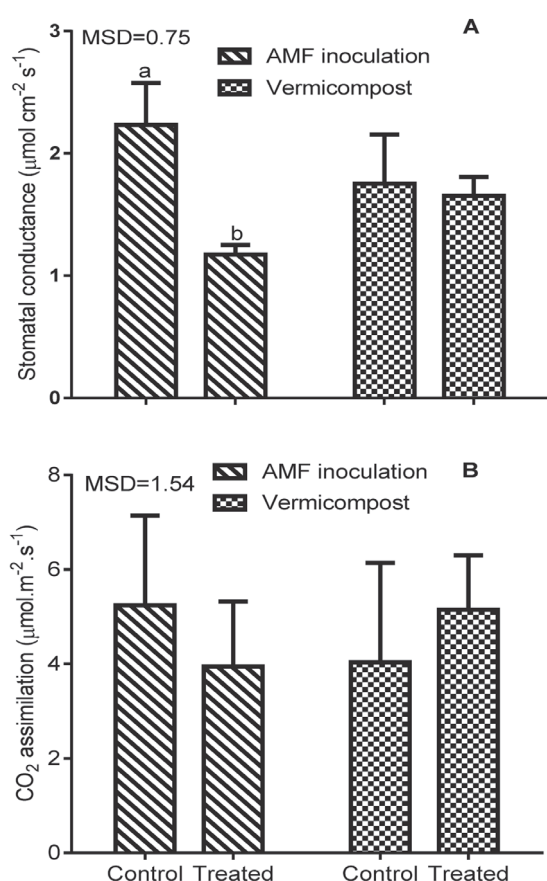 A
MSD=0.75
AMF inoculation
Vermicompost
a
b
3
2
1
0
Stomatal conductance (µmol cm⁻² s⁻¹)
B
MSD=1.54
AMF inoculation
Vermicompost
8
6
4
2
0
CO₂ assimilation (µmol.m⁻².s⁻¹)
Control Treated Control Treated